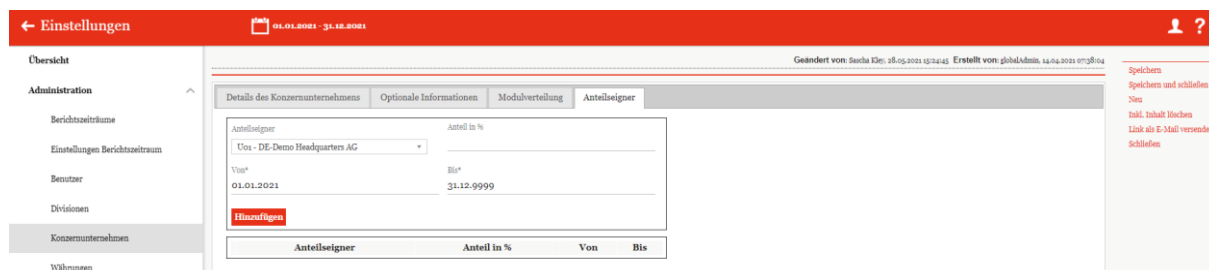 ← Einstellungen
01.01.2021 - 31.12.2021
?
Übersicht
Administration
Berichtszeiträume
Einstellungen Berichtszeitraum
Benutzer
Divisionen
Konzernunternehmen
Währungen
Geändert von: Sascha Kley, 28.05.2021 15:24:45 Erstellt von: globalAdmin, 14.04.2021 07:38:04
Details des Konzernunternehmens Optionale Informationen Modulverteilung Anteilseigner
Anteilseigner Anteil in %
U01 - DE-Demo Headquarters AG
Von* Bis*
01.01.2021 31.12.9999
Hinzufügen
Anteilseigner Anteil in % Von Bis
Speichern
Speichern und schließen
Neu
Inkl. Inhalt löschen
Link als E-Mail versende
Schließen